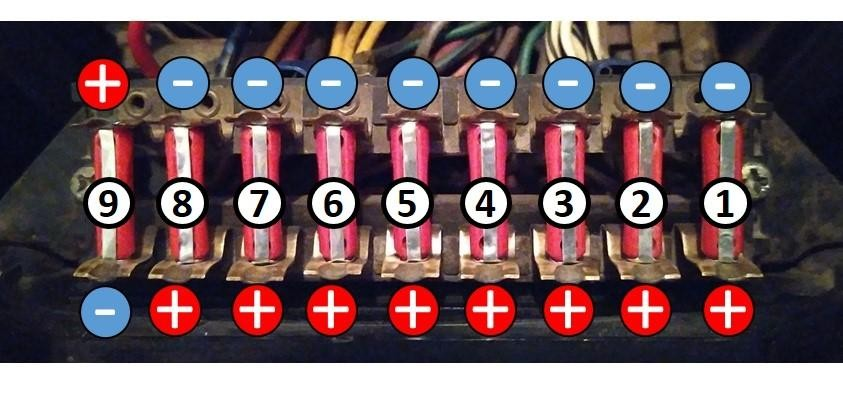 + - - - - - - - -
9 8 7 6 5 4 3 2 1
- + + + + + + + +